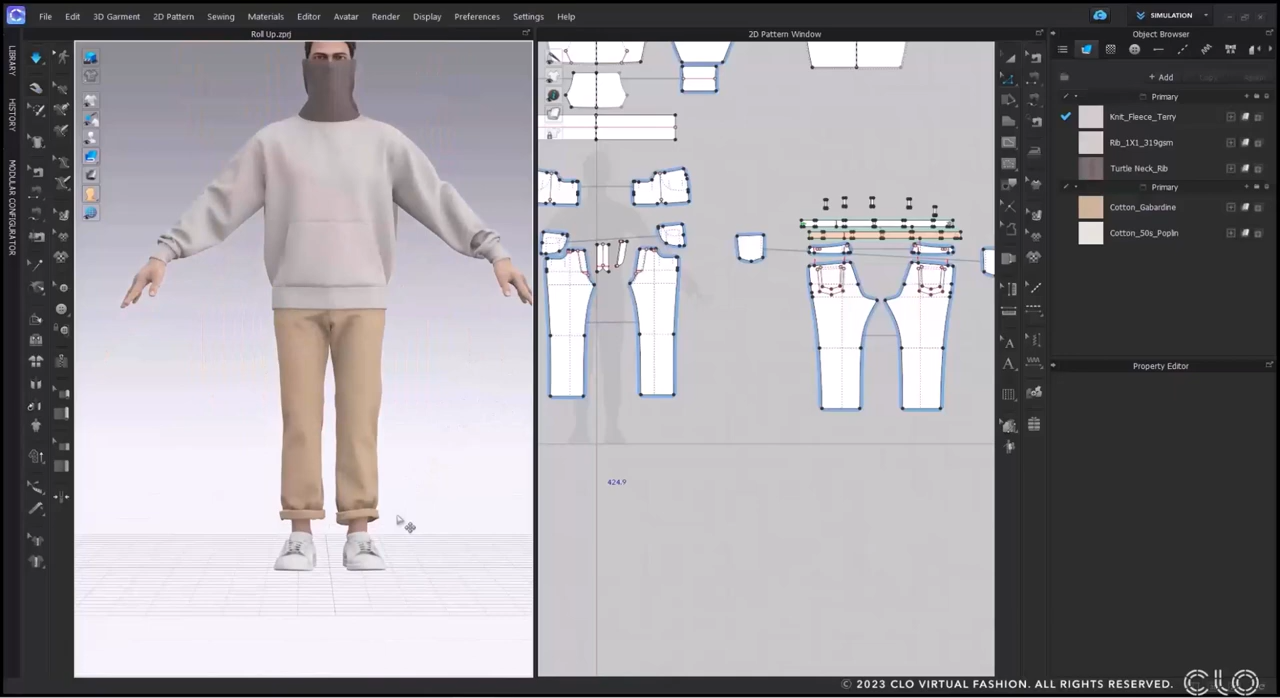 File Edit 3D Garment 2D Pattern Sewing Materials Editor Avatar Render Display Preferences Settings Help SIMULATION
Roll Up.zprj 2D Pattern Window Object Browser
LIBRARY
HISTORY
MODULAR CONFIGURATOR
+ Add
Primary
Knit_Fleece_Terry
Rib_1X1_319gsm
Turtle Neck_Rib
Primary
Cotton_Gabardine
Cotton_50s_Poplin
Property Editor
424.9
© 2023 CLO VIRTUAL FASHION. ALL RIGHTS RESERVED. CLO